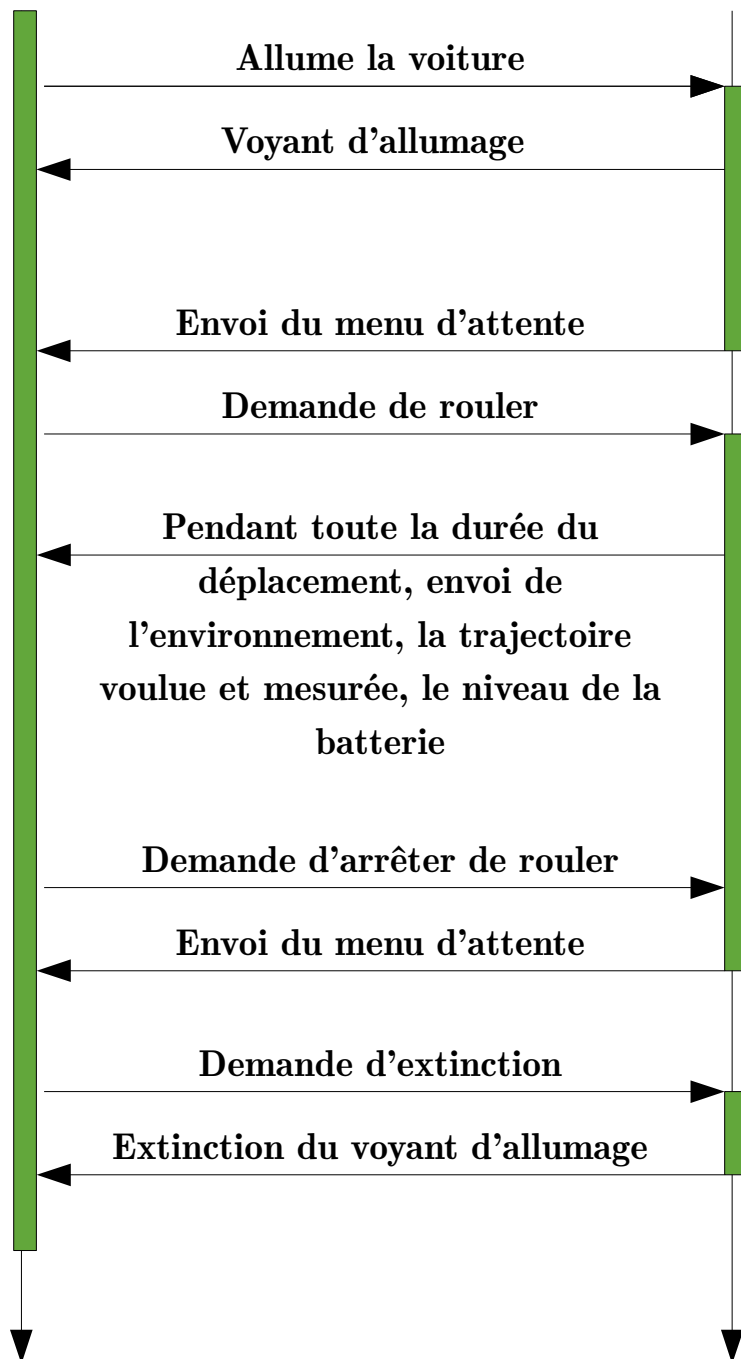 Allume la voiture
Voyant d'allumage
Envoi du menu d'attente
Demande de rouler
Pendant toute la durée du
déplacement, envoi de
l'environnement, la trajectoire
voulue et mesurée, le niveau de la
batterie
Demande d'arrêter de rouler
Envoi du menu d'attente
Demande d'extinction
Extinction du voyant d'allumage